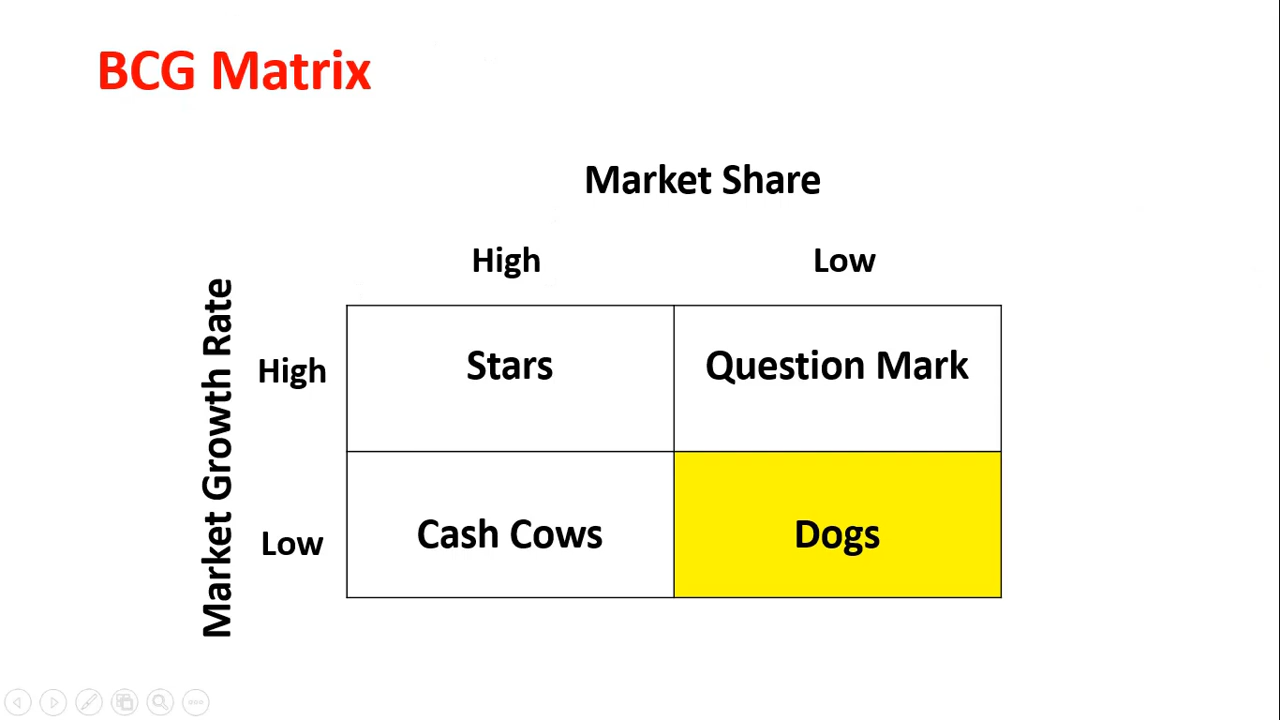 BCG Matrix
Market Share
High Low
Market Growth Rate
High Stars Question Mark
Low Cash Cows Dogs